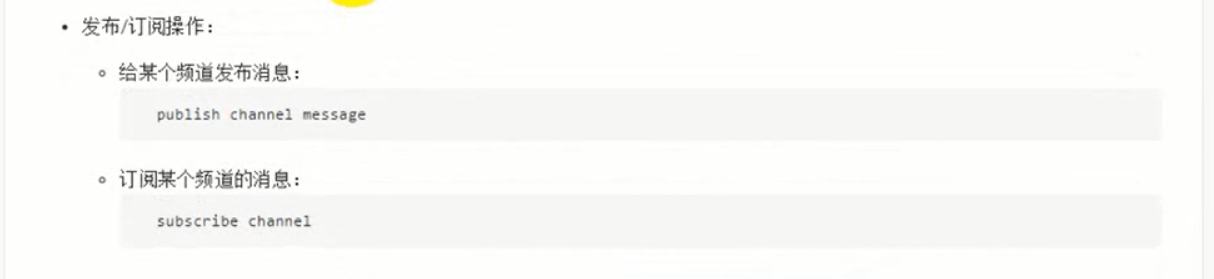 发布/订阅操作：
给某个频道发布消息：
publish channel message
订阅某个频道的消息：
subscribe channel